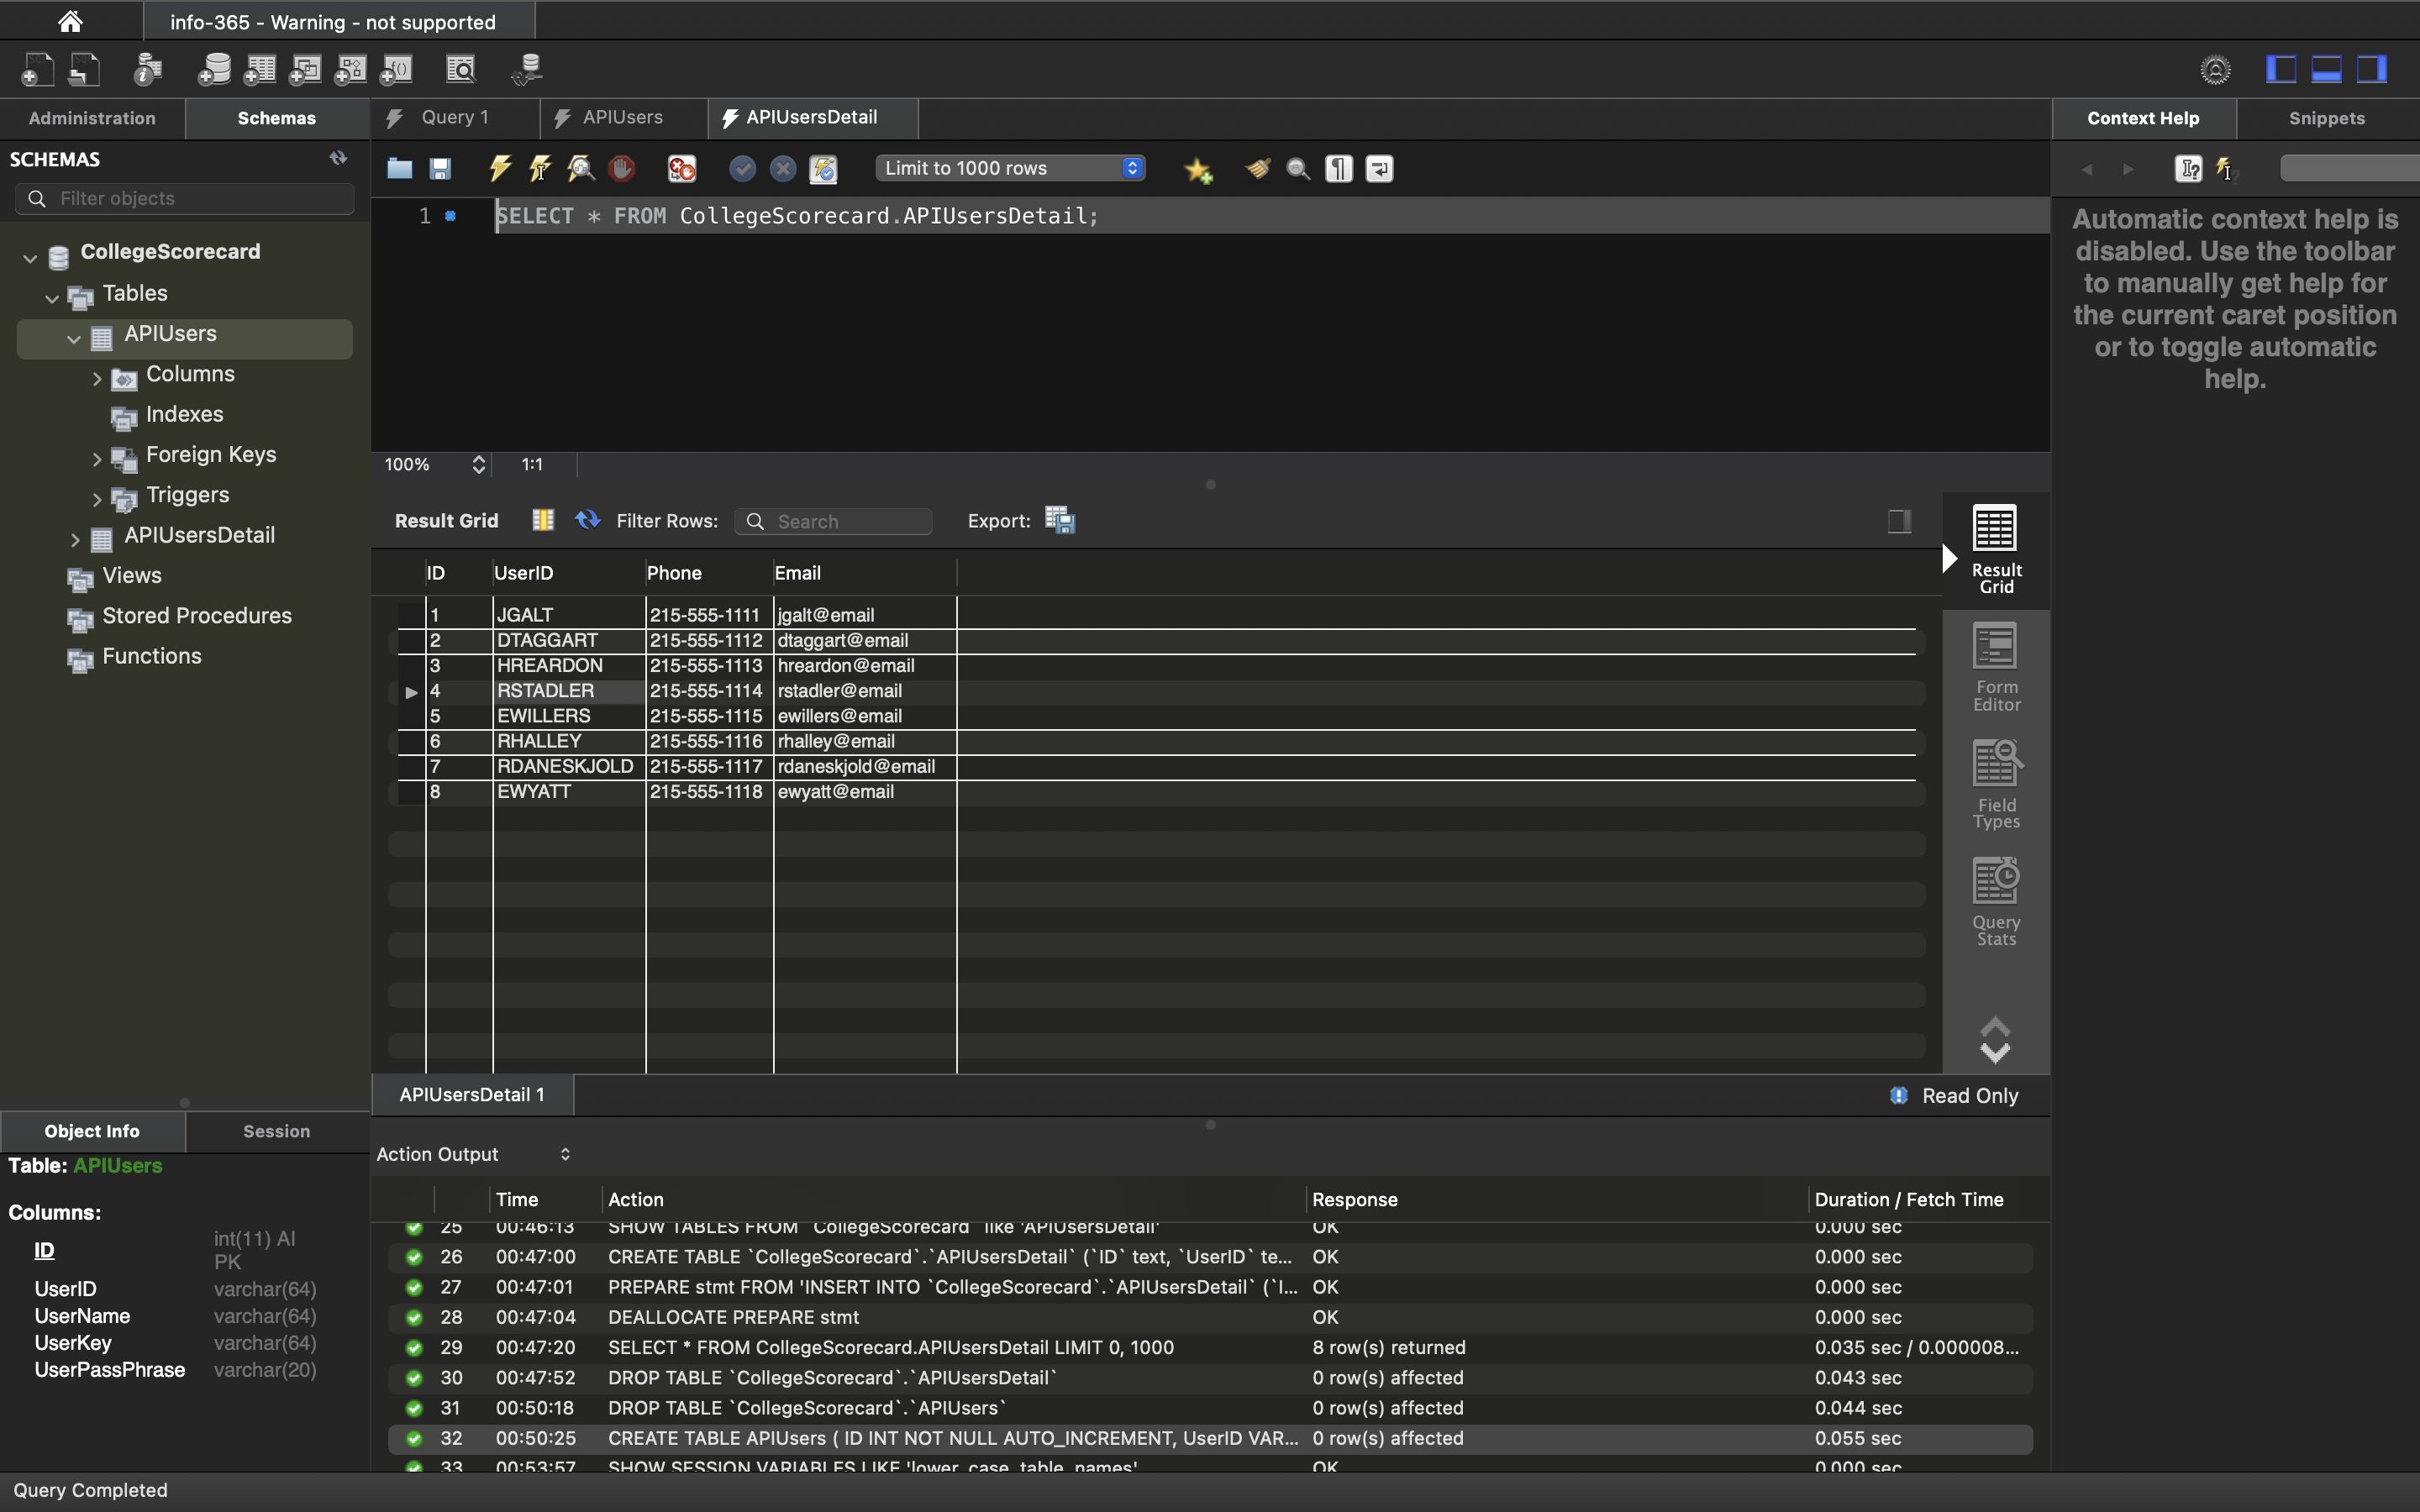 info-365 - Warning - not supported
Administration
Schemas
Query 1
APIUsers
APIUsersDetail
Context Help
Snippets
SCHEMAS
Limit to 1000 rows
Filter objects
1
SELECT * FROM CollegeScorecard.APIUsersDetail;
Automatic context help is
disabled. Use the toolbar
to manually get help for
the current caret position
or to toggle automatic
help.
CollegeScorecard
Tables
APIUsers
Columns
Indexes
Foreign Keys
Triggers
APIUsersDetail
Views
Stored Procedures
Functions
100%
1:1
Result Grid
Filter Rows:
Search
Export:
ID UserID Phone Email
1 JGALT 215-555-1111 jgalt@email
2 DTAGGART 215-555-1112 dtaggart@email
3 HREARDON 215-555-1113 hreardon@email
4 RSTADLER 215-555-1114 rstadler@email
5 EWILLERS 215-555-1115 ewillers@email
6 RHALLEY 215-555-1116 rhalley@email
7 RDANESKJOLD 215-555-1117 rdaneskjold@email
8 EWYATT 215-555-1118 ewyatt@email
Result
Grid
Form
Editor
Field
Types
Query
Stats
APIUsersDetail 1
Read Only
Object Info
Session
Table: APIUsers
Columns:
ID int(11) AI
PK
UserID varchar(64)
UserName varchar(64)
UserKey varchar(64)
UserPassPhrase varchar(20)
Action Output
Time Action Response Duration / Fetch Time
25 00:46:13 SHOW TABLES FROM `CollegeScorecard` like 'APIUsersDetail' OK 0.000 sec
26 00:47:00 CREATE TABLE `CollegeScorecard`.`APIUsersDetail` (`ID` text, `UserID` te... OK 0.000 sec
27 00:47:01 PREPARE stmt FROM 'INSERT INTO `CollegeScorecard`.`APIUsersDetail` (`I... OK 0.000 sec
28 00:47:04 DEALLOCATE PREPARE stmt OK 0.000 sec
29 00:47:20 SELECT * FROM CollegeScorecard.APIUsersDetail LIMIT 0, 1000 8 row(s) returned 0.035 sec / 0.000008...
30 00:47:52 DROP TABLE `CollegeScorecard`.`APIUsersDetail` 0 row(s) affected 0.043 sec
31 00:50:18 DROP TABLE `CollegeScorecard`.`APIUsers` 0 row(s) affected 0.044 sec
32 00:50:25 CREATE TABLE APIUsers ( ID INT NOT NULL AUTO_INCREMENT, UserID VAR... 0 row(s) affected 0.055 sec
33 00:53:57 SHOW SESSION VARIABLES LIKE 'lower_case_table_names' OK 0.000 sec
Query Completed